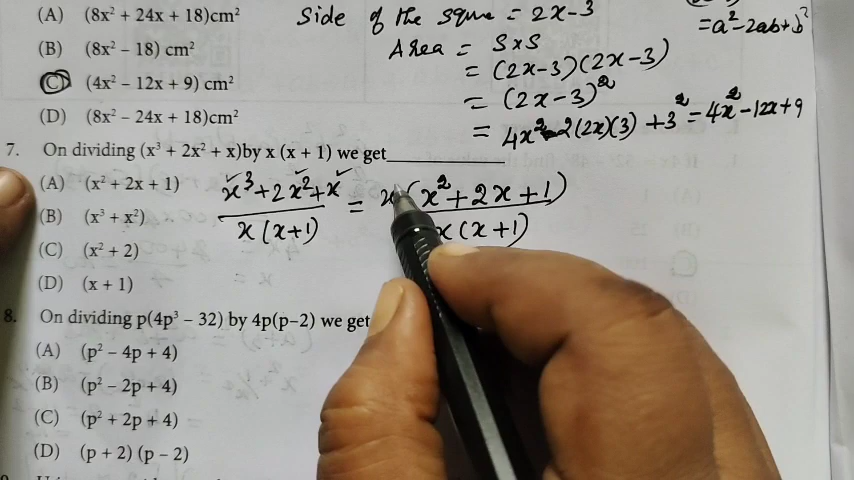 (A) (8x² + 24x + 18)cm²
Side of the squre = 2x-3
= a² - 2ab + b²
(B) (8x² – 18) cm²
Area = S×S
= (2x-3)(2x-3)
(C) (4x² – 12x + 9) cm²
= (2x-3)²
(D) (8x² – 24x + 18)cm²
= 4x² - 2(2x)(3) + 3² = 4x² - 12x + 9
7. On dividing (x³ + 2x² + x)by x (x + 1) we get____________
(A) (x² + 2x + 1)
x³ + 2x² + x / x(x+1) = x(x² + 2x + 1) / x(x+1)
(B) (x³ + x²)
(C) (x² + 2)
(D) (x + 1)
8. On dividing p(4p³ – 32) by 4p(p–2) we get
(A) (p² – 4p + 4)
(B) (p² – 2p + 4)
(C) (p² + 2p + 4)
(D) (p + 2) (p – 2)